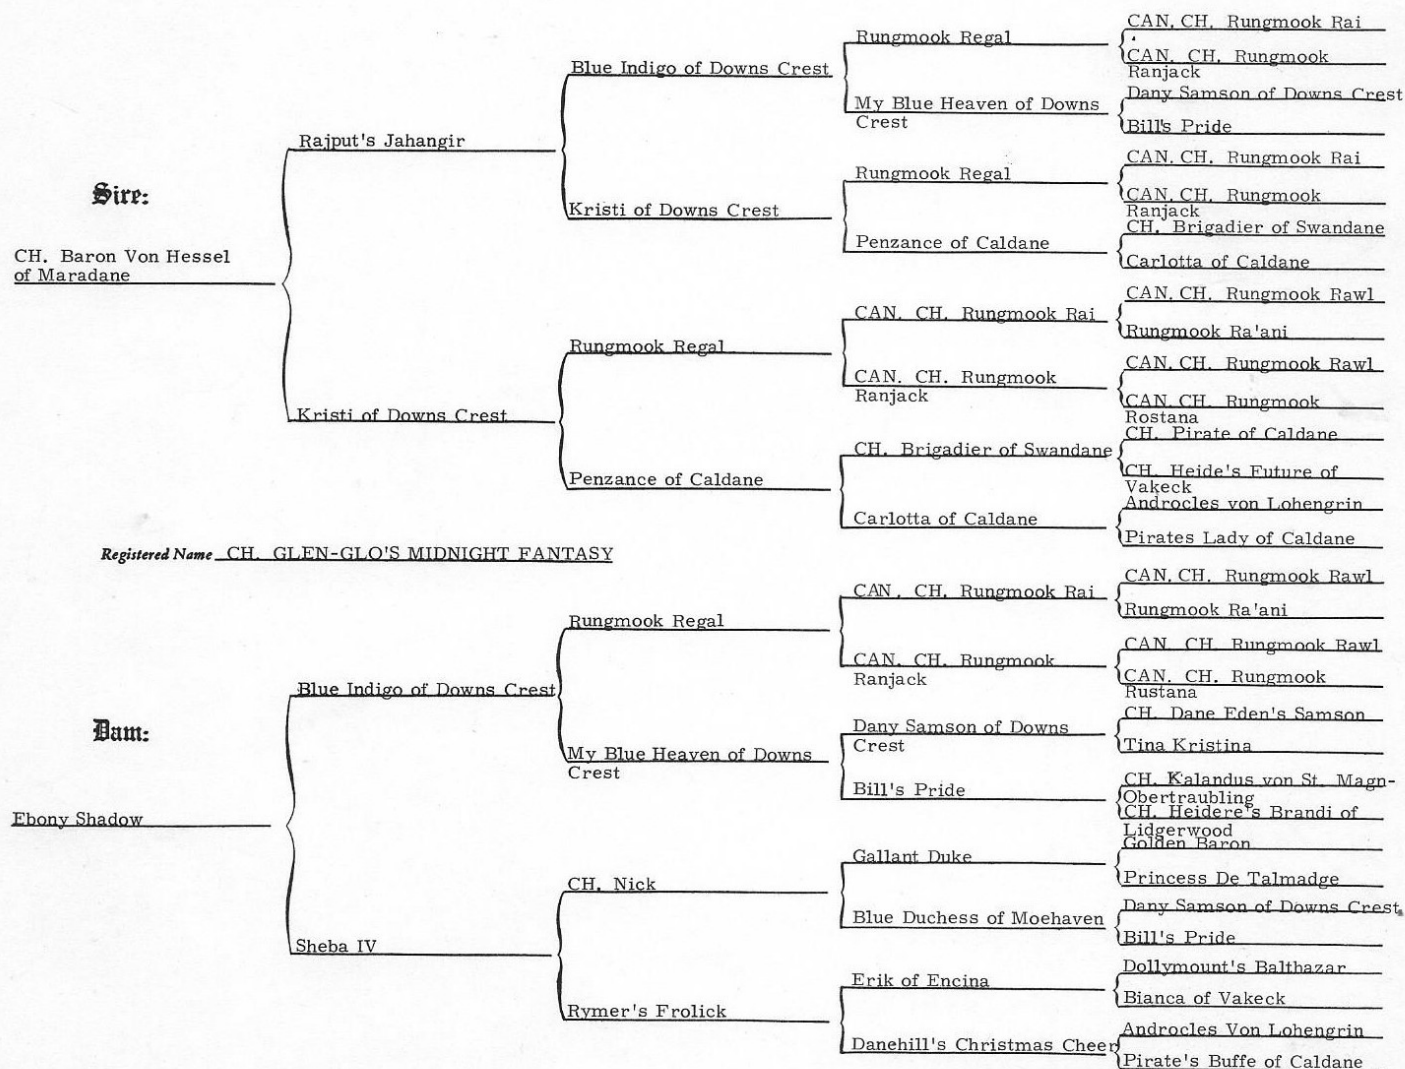 Sire:
CH. Baron Von Hessel
of Maradane
Rajput's Jahangir
Kristi of Downs Crest
Blue Indigo of Downs Crest
Kristi of Downs Crest
Rungmook Regal
Penzance of Caldane
Rungmook Regal
My Blue Heaven of Downs
Crest
Rungmook Regal
Penzance of Caldane
CAN. CH. Rungmook Rai
CAN. CH. Rungmook
Ranjack
CH. Brigadier of Swandane
Carlotta of Caldane
CAN. CH. Rungmook Rai
CAN. CH. Rungmook
Ranjack
Dany Samson of Downs Crest
Bill's Pride
CAN. CH. Rungmook Rai
CAN. CH. Rungmook
Ranjack
CH. Brigadier of Swandane
Carlotta of Caldane
CAN. CH. Rungmook Rawl
Rungmook Ra'ani
CAN. CH. Rungmook Rawl
CAN. CH. Rungmook
Rostana
CH. Pirate of Caldane
CH. Heide's Future of
Vakeck
Androcles von Lohengrin
Pirates Lady of Caldane
Registered Name CH. GLEN-GLO'S MIDNIGHT FANTASY
Dam:
Ebony Shadow
Blue Indigo of Downs Crest
Sheba IV
Rungmook Regal
My Blue Heaven of Downs
Crest
CH. Nick
Rymer's Frolick
CAN. CH. Rungmook Rai
CAN. CH. Rungmook
Ranjack
Dany Samson of Downs
Crest
Bill's Pride
Gallant Duke
Blue Duchess of Moehaven
Erik of Encina
Danehill's Christmas Cheer
CAN. CH. Rungmook Rawl
Rungmook Ra'ani
CAN. CH. Rungmook Rawl
CAN. CH. Rungmook
Rustana
CH. Dane Eden's Samson
Tina Kristina
CH. Kalandus von St. Magn-
Obertraubling
CH. Heidere's Brandi of
Lidgerwood
Golden Baron
Princess De Talmadge
Dany Samson of Downs Crest
Bill's Pride
Dollymount's Balthazar
Bianca of Vakeck
Androcles Von Lohengrin
Pirate's Buffe of Caldane